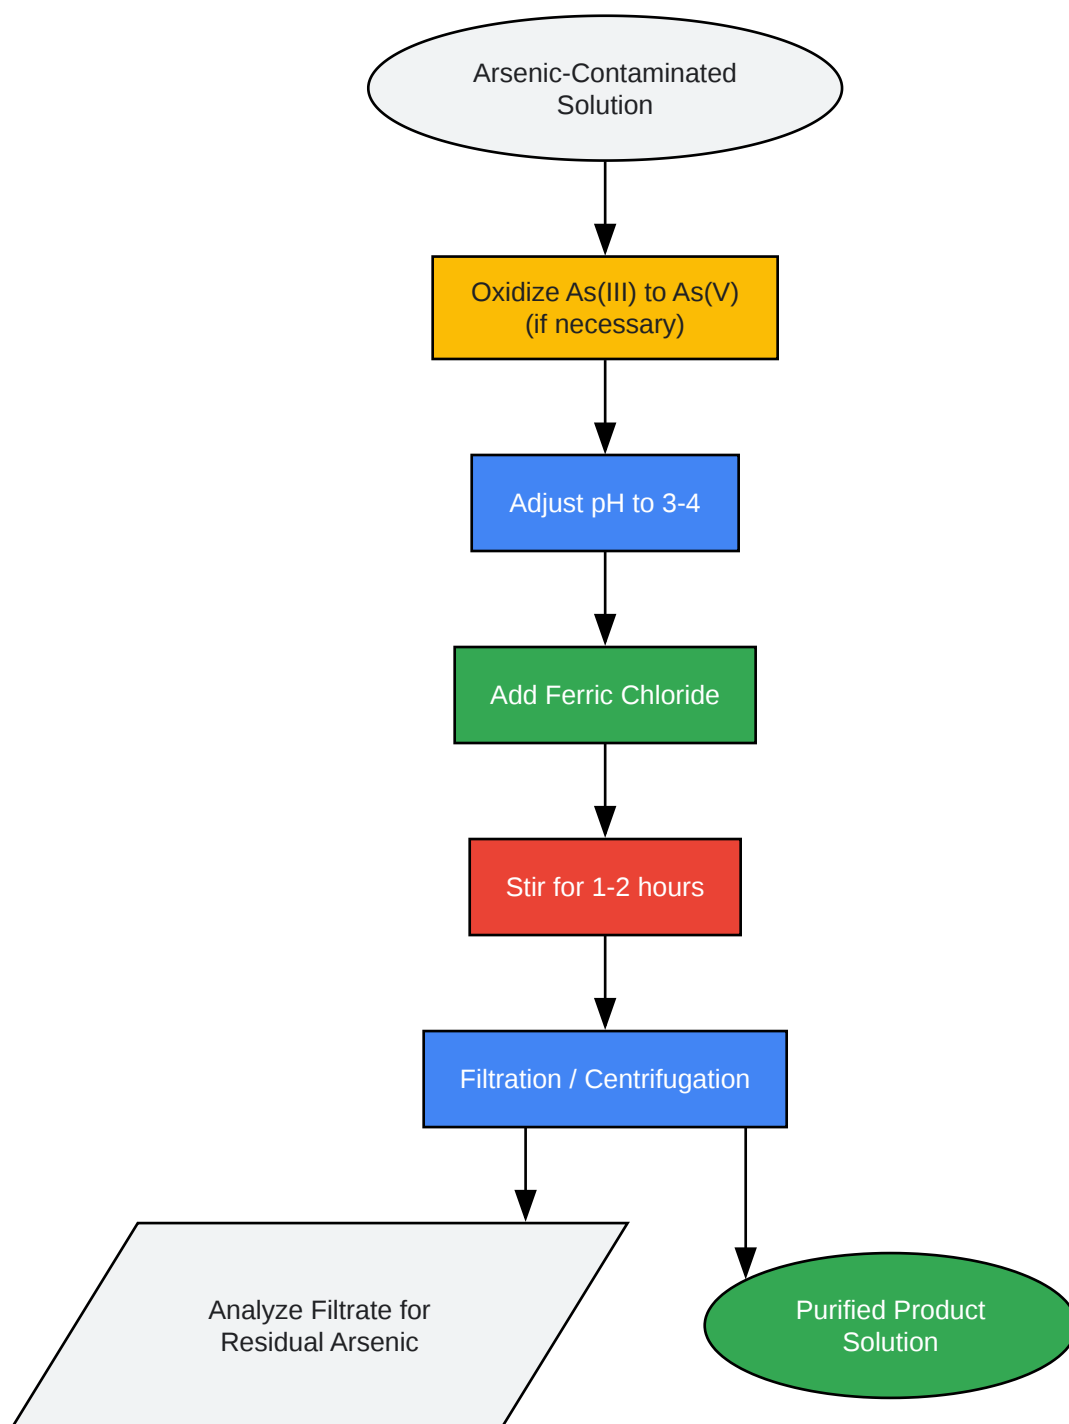 Arsenic-Contaminated
Solution
Oxidize As(III) to As(V)
(if necessary)
Adjust pH to 3-4
Add Ferric Chloride
Stir for 1-2 hours
Filtration / Centrifugation
Analyze Filtrate for
Residual Arsenic
Purified Product
Solution